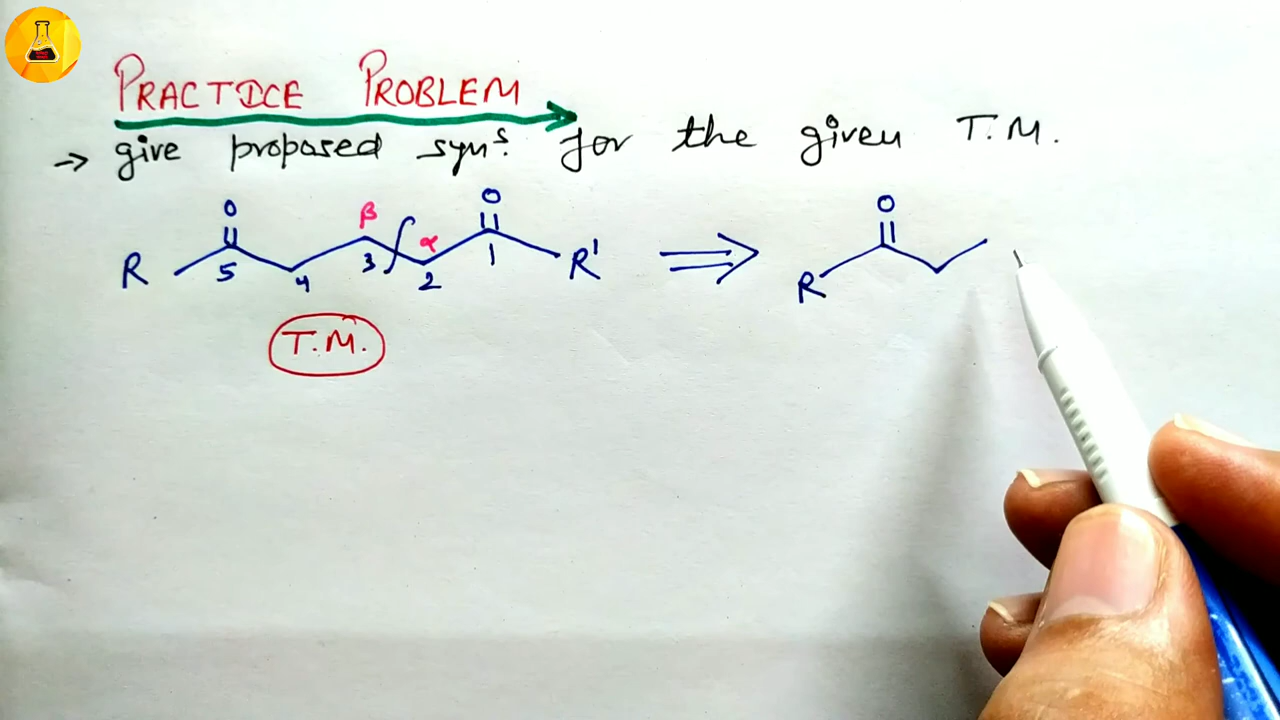 PRACTICE PROBLEM
→ give proposed synˢ. for the given T.M.
O β O O
α
R 5 4 3 2 1 R' ⟹ R
T.M.